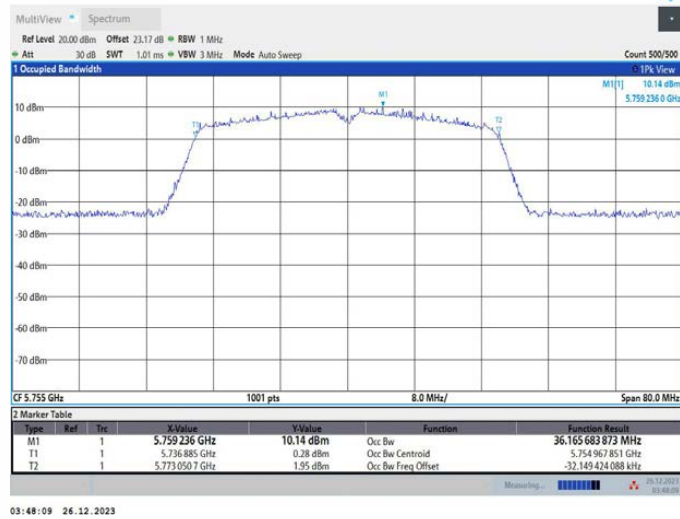 MultiView Spectrum
Ref Level 20.00 dBm Offset 23.17 dB RBW 1 MHz
Att 30 dB SWT 1.01 ms VBW 3 MHz Mode Auto Sweep Count 500/500
1 Occupied Bandwidth 1Pk View
M1[1] 10.14 dBm
5.759 236 0 GHz
M1
10 dBm
T1 T2
0 dBm
-10 dBm
-20 dBm
-30 dBm
-40 dBm
-50 dBm
-60 dBm
-70 dBm
CF 5.755 GHz 1001 pts 8.0 MHz/ Span 80.0 MHz
2 Marker Table
Type Ref Trc X-Value Y-Value Function Function Result
M1 1 5.759 236 GHz 10.14 dBm Occ Bw 36.165 683 873 MHz
T1 1 5.736 885 GHz 0.28 dBm Occ Bw Centroid 5.754 967 851 GHz
T2 1 5.773 050 7 GHz 1.95 dBm Occ Bw Freq Offset -32.149 424 088 kHz
Measuring... 26.12.2023
03:48:09
03:48:09 26.12.2023